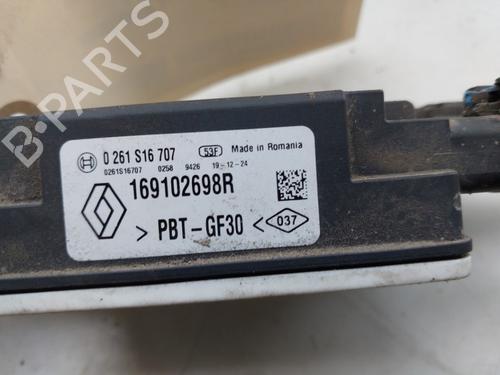 0 261 S16 707
53F
Made in Romania
0261S16707 0258 9426 19-12-24
169102698R
> PBT-GF30 <
037
B-PARTS